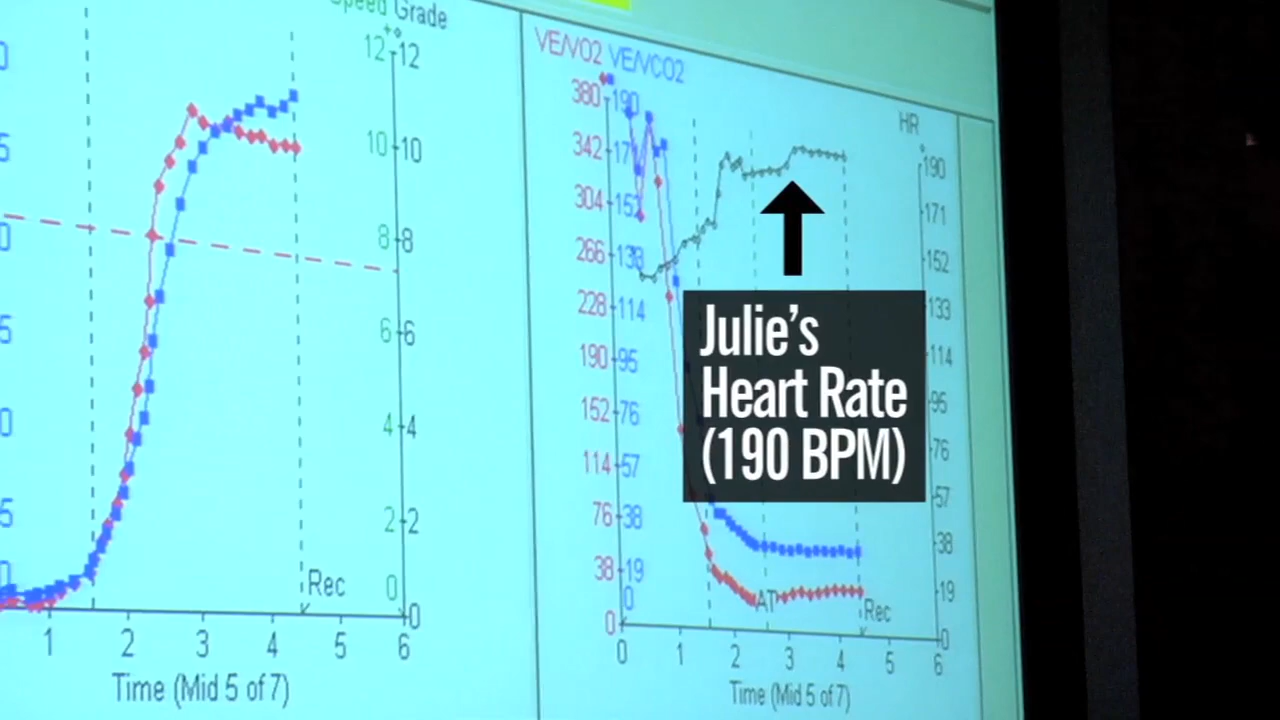 Speed Grade
12 12
10 10
8 8
6 6
4 4
2 2
0 0
Rec
1 2 3 4 5 6
Time (Mid 5 of 7)
VE/VO2 VE/VCO2
HR
380 190
342 171
304 152
266 133
228 114
190 95
152 76
114 57
76 38
38 19
0 0
190
171
152
133
114
95
76
57
38
19
0
Julie's
Heart Rate
(190 BPM)
AT
Rec
0 1 2 3 4 5 6
Time (Mid 5 of 7)